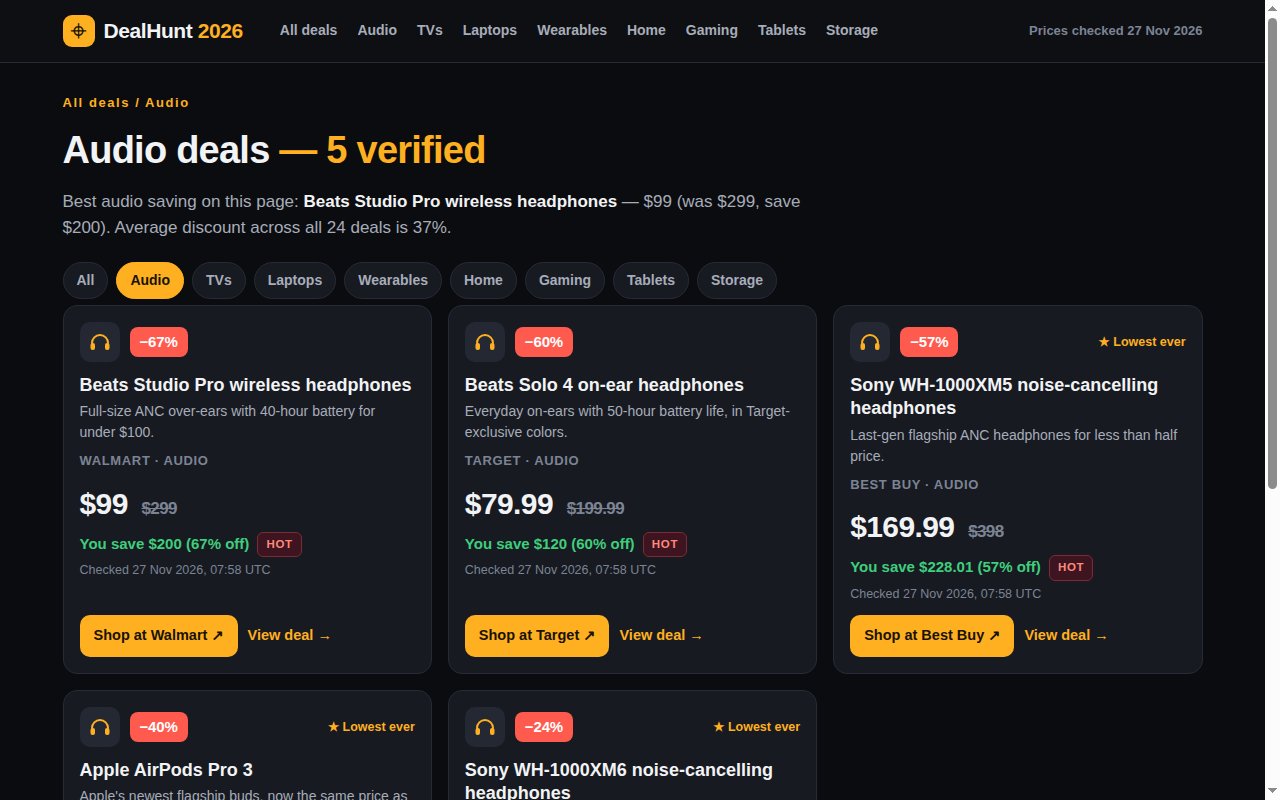 DealHunt 2026
All deals Audio TVs Laptops Wearables Home Gaming Tablets Storage
Prices checked 27 Nov 2026
All deals / Audio
Audio deals — 5 verified
Best audio saving on this page: Beats Studio Pro wireless headphones — $99 (was $299, save
$200). Average discount across all 24 deals is 37%.
All Audio TVs Laptops Wearables Home Gaming Tablets Storage
−67%
Beats Studio Pro wireless headphones
Full-size ANC over-ears with 40-hour battery for
under $100.
WALMART · AUDIO
$99 $299
You save $200 (67% off) HOT
Checked 27 Nov 2026, 07:58 UTC
Shop at Walmart ↗ View deal →
−60%
Beats Solo 4 on-ear headphones
Everyday on-ears with 50-hour battery life, in Target-
exclusive colors.
TARGET · AUDIO
$79.99 $199.99
You save $120 (60% off) HOT
Checked 27 Nov 2026, 07:58 UTC
Shop at Target ↗ View deal →
−57% ★ Lowest ever
Sony WH-1000XM5 noise-cancelling
headphones
Last-gen flagship ANC headphones for less than half
price.
BEST BUY · AUDIO
$169.99 $398
You save $228.01 (57% off) HOT
Checked 27 Nov 2026, 07:58 UTC
Shop at Best Buy ↗ View deal →
−40% ★ Lowest ever
Apple AirPods Pro 3
Apple's newest flagship buds, now the same price as
−24% ★ Lowest ever
Sony WH-1000XM6 noise-cancelling
headphones